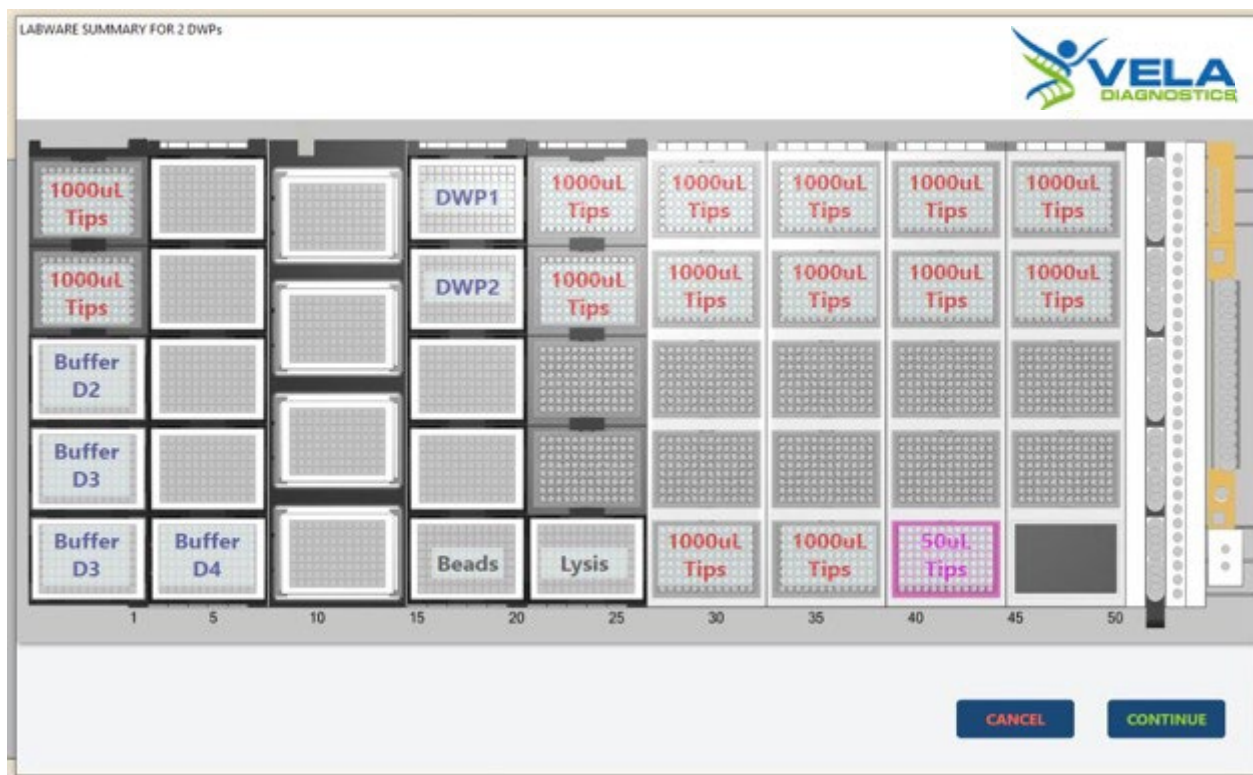 LABWARE SUMMARY FOR 2 DWPs
VELA
DIAGNOSTICS
1000uL
Tips
DWP1
1000uL
Tips
1000uL
Tips
1000uL
Tips
1000uL
Tips
1000uL
Tips
1000uL
Tips
DWP2
1000uL
Tips
1000uL
Tips
1000uL
Tips
1000uL
Tips
1000uL
Tips
Buffer
D2
Buffer
D3
Buffer
D3
Buffer
D4
Beads
Lysis
1000uL
Tips
1000uL
Tips
50uL
Tips
1 5 10 15 20 25 30 35 40 45 50
CANCEL
CONTINUE